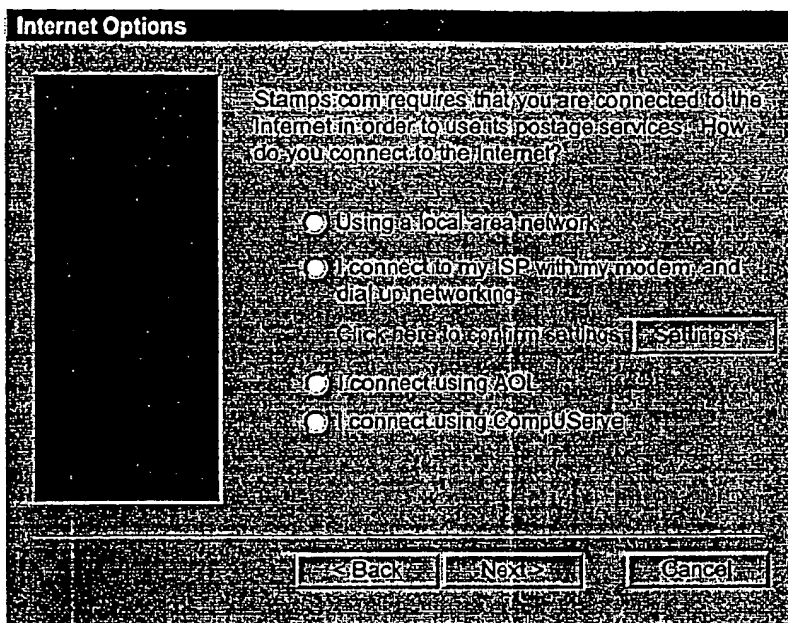 Internet Options
Stamps.com requires that you are connected to the
Internet in order to use its postage services. How
do you connect to the Internet?
Using a local area network
I connect to my ISP with my modem, and
dial up networking
Click here to confirm settings
Settings...
I connect using AOL
I connect using CompUServe
< Back
Next >
Cancel